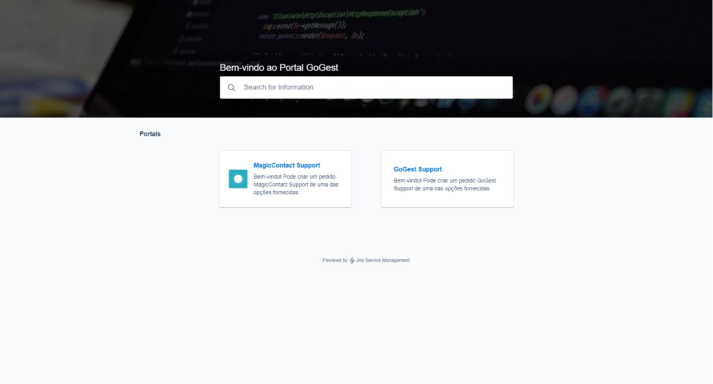 Bem-vindo ao Portal GoGest
Search for information
Portals
MagicContact Support
Bem-vindo! Pode criar um pedido
MagicContact Support de uma das
opções fornecidas.
GoGest Support
Bem-vindo! Pode criar um pedido GoGest
Support de uma das opções fornecidas.
Powered by Jira Service Management